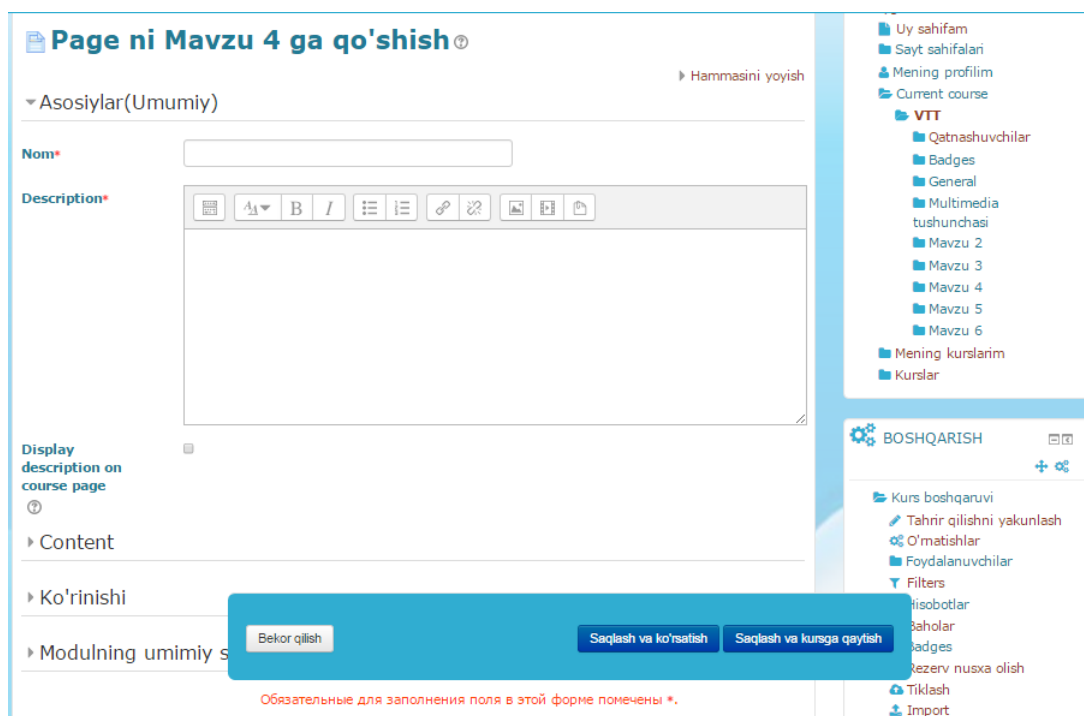 Page ni Mavzu 4 ga qo'shish
Hammasini yoyish
Asosiylar(Umumiy)
Nom*
Description*
B I
Display
description on
course page
Content
Ko'rinishi
Modulning umimiy s
Bekor qilish
Saqlash va ko'rsatish
Saqlash va kursga qaytish
Обязательные для заполнения поля в этой форме помечены *.
Uy sahifam
Sayt sahifalari
Mening profilim
Current course
VTT
Qatnashuvchilar
Badges
General
Multimedia
tushunchasi
Mavzu 2
Mavzu 3
Mavzu 4
Mavzu 5
Mavzu 6
Mening kurslarim
Kurslar
BOSHQARISH
Kurs boshqaruvi
Tahrir qilishni yakunlash
O'rnatishlar
Foydalanuvchilar
Filters
Hisobotlar
Baholar
Badges
Rezerv nusxa olish
Tiklash
Import